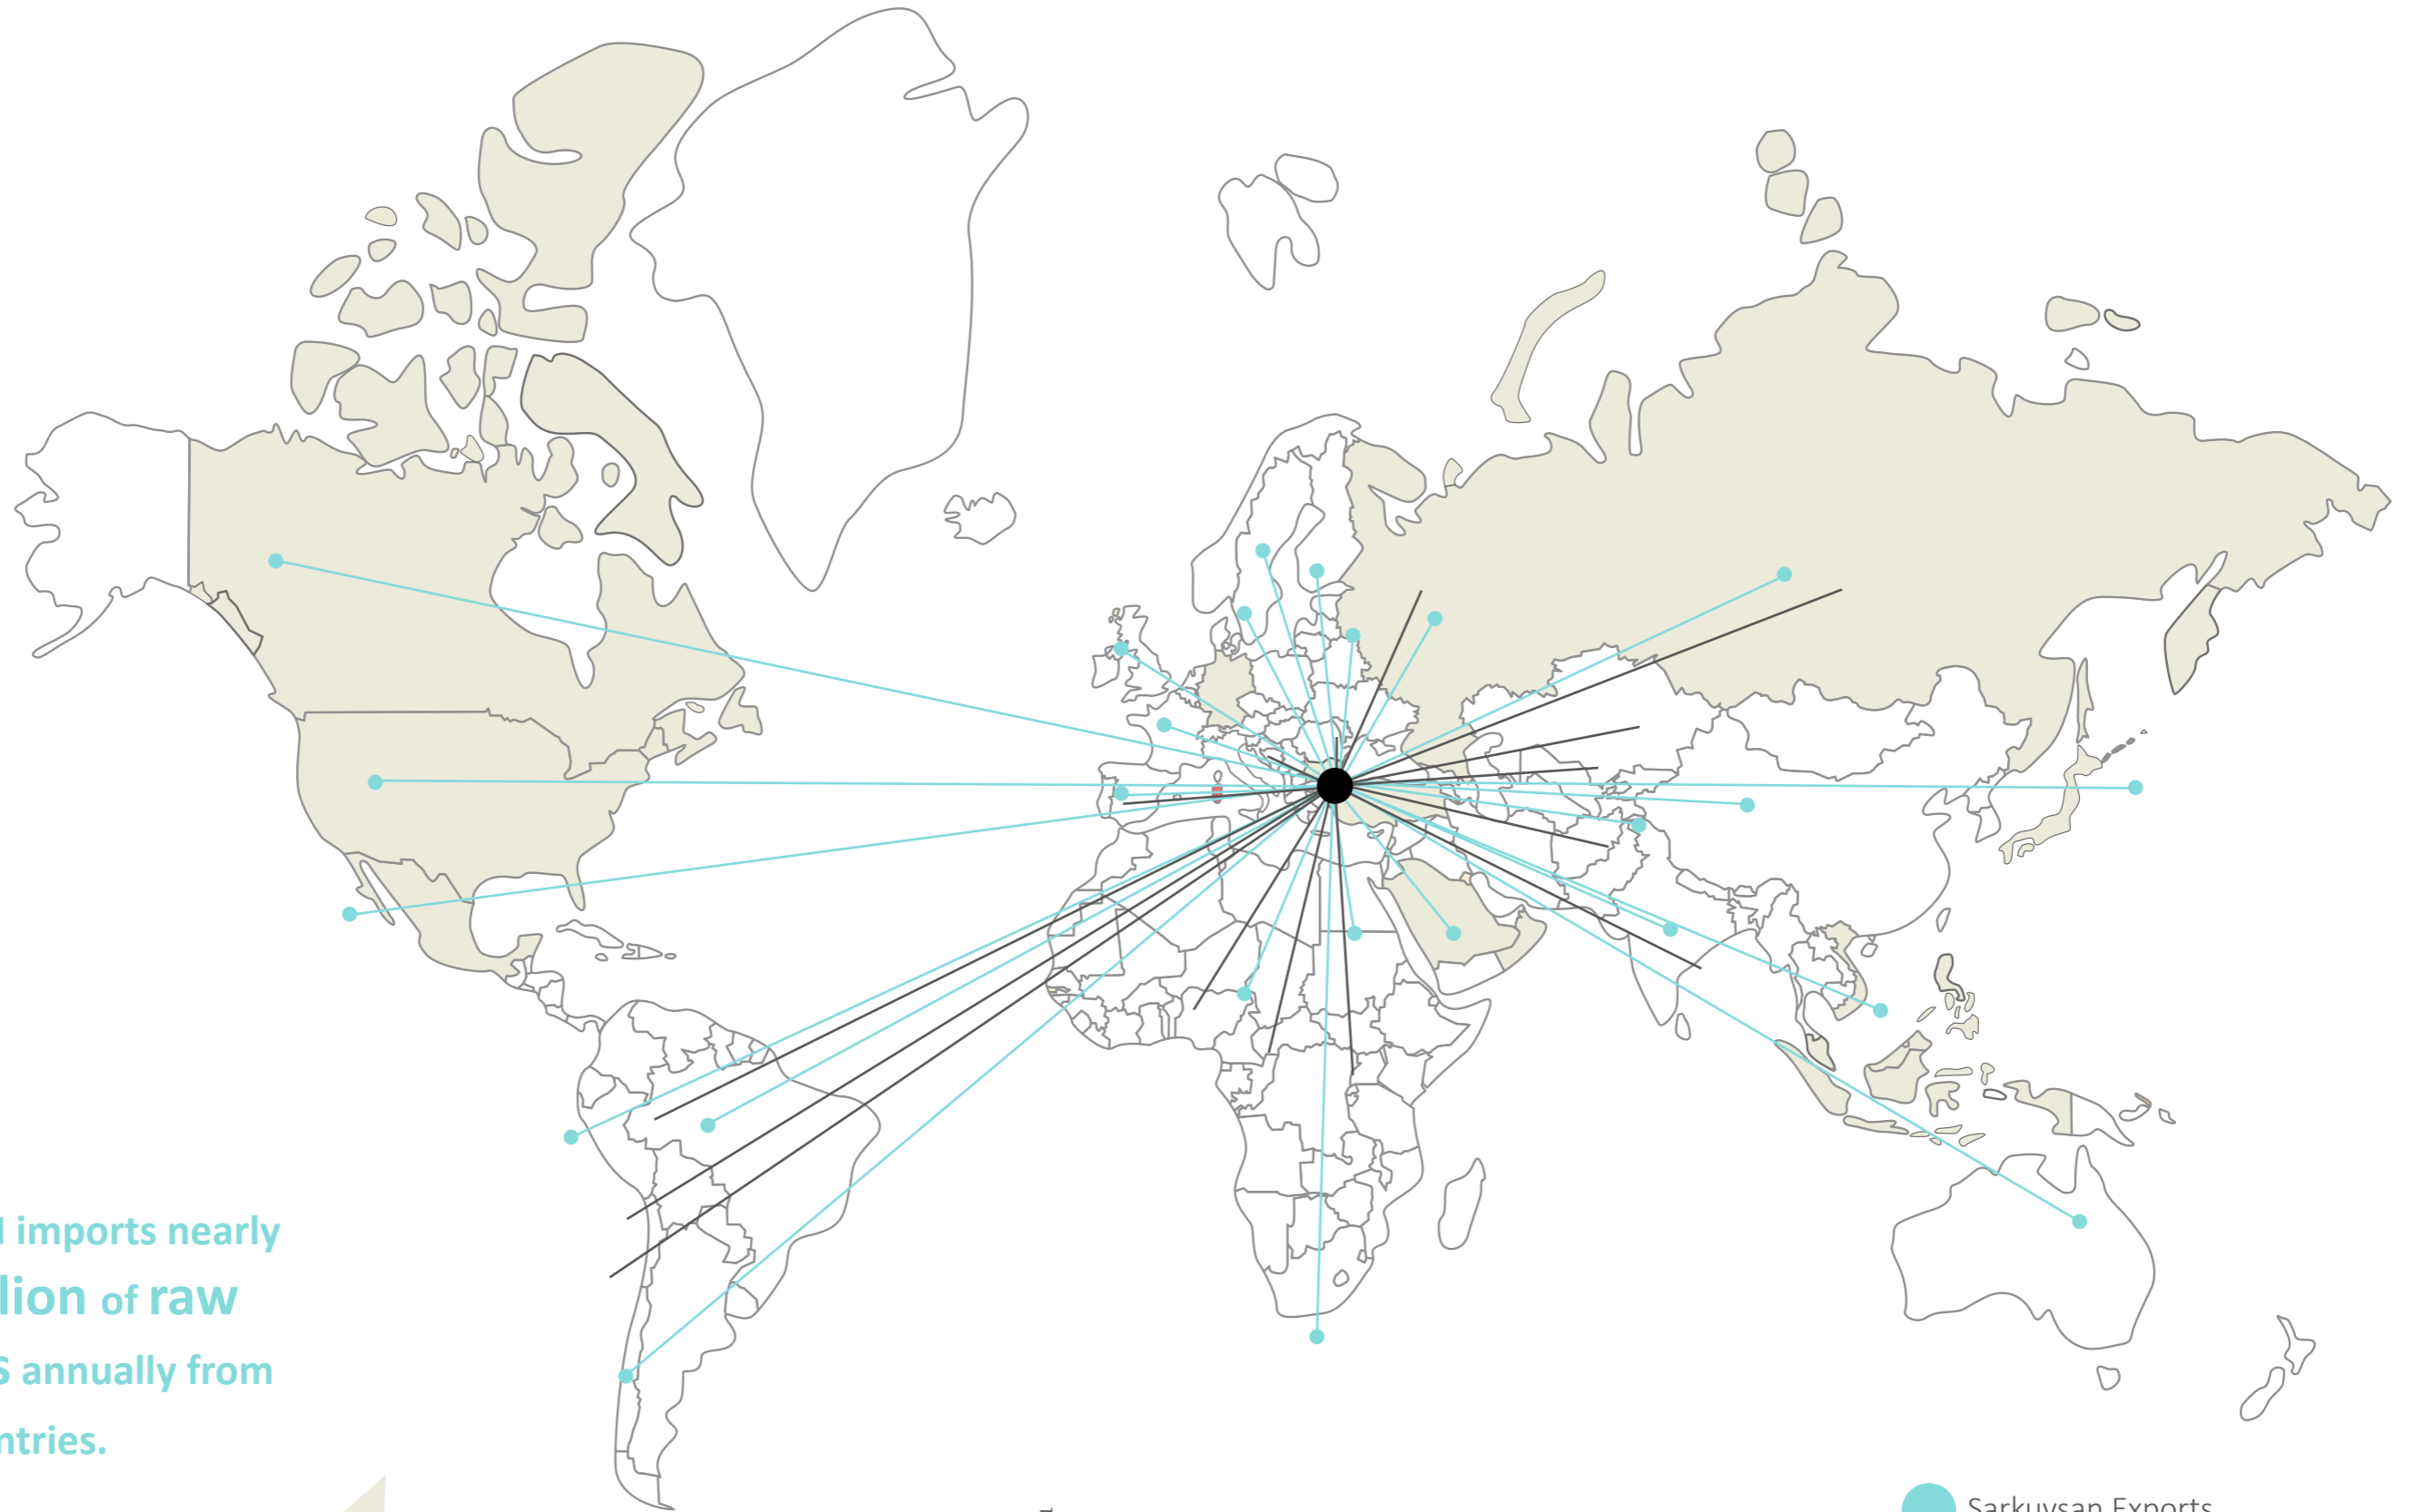 imports nearly
lion of raw
s annually from
ntries.
Sarkuysan Exports